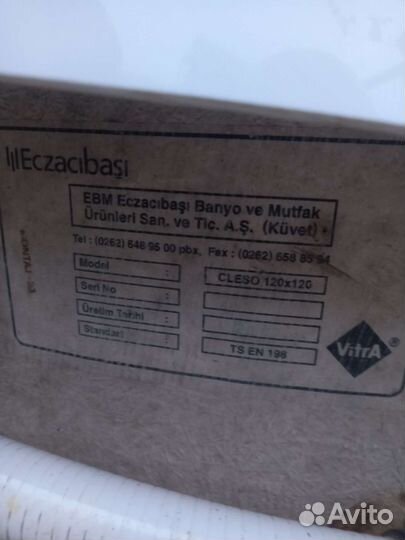 Eczacıbaşı
EBM Eczacıbaşı Banyo ve Mutfak
Ürünleri San. ve Tic. A.Ş. (Küvet)
Tel : (0262) 648 95 00 pbx, Fax : (0262) 658 85 94
Model : CLESO 120x120
Seri No :
Üretim Tarihi :
Standart : TS EN 198
VitrA ®
Avito